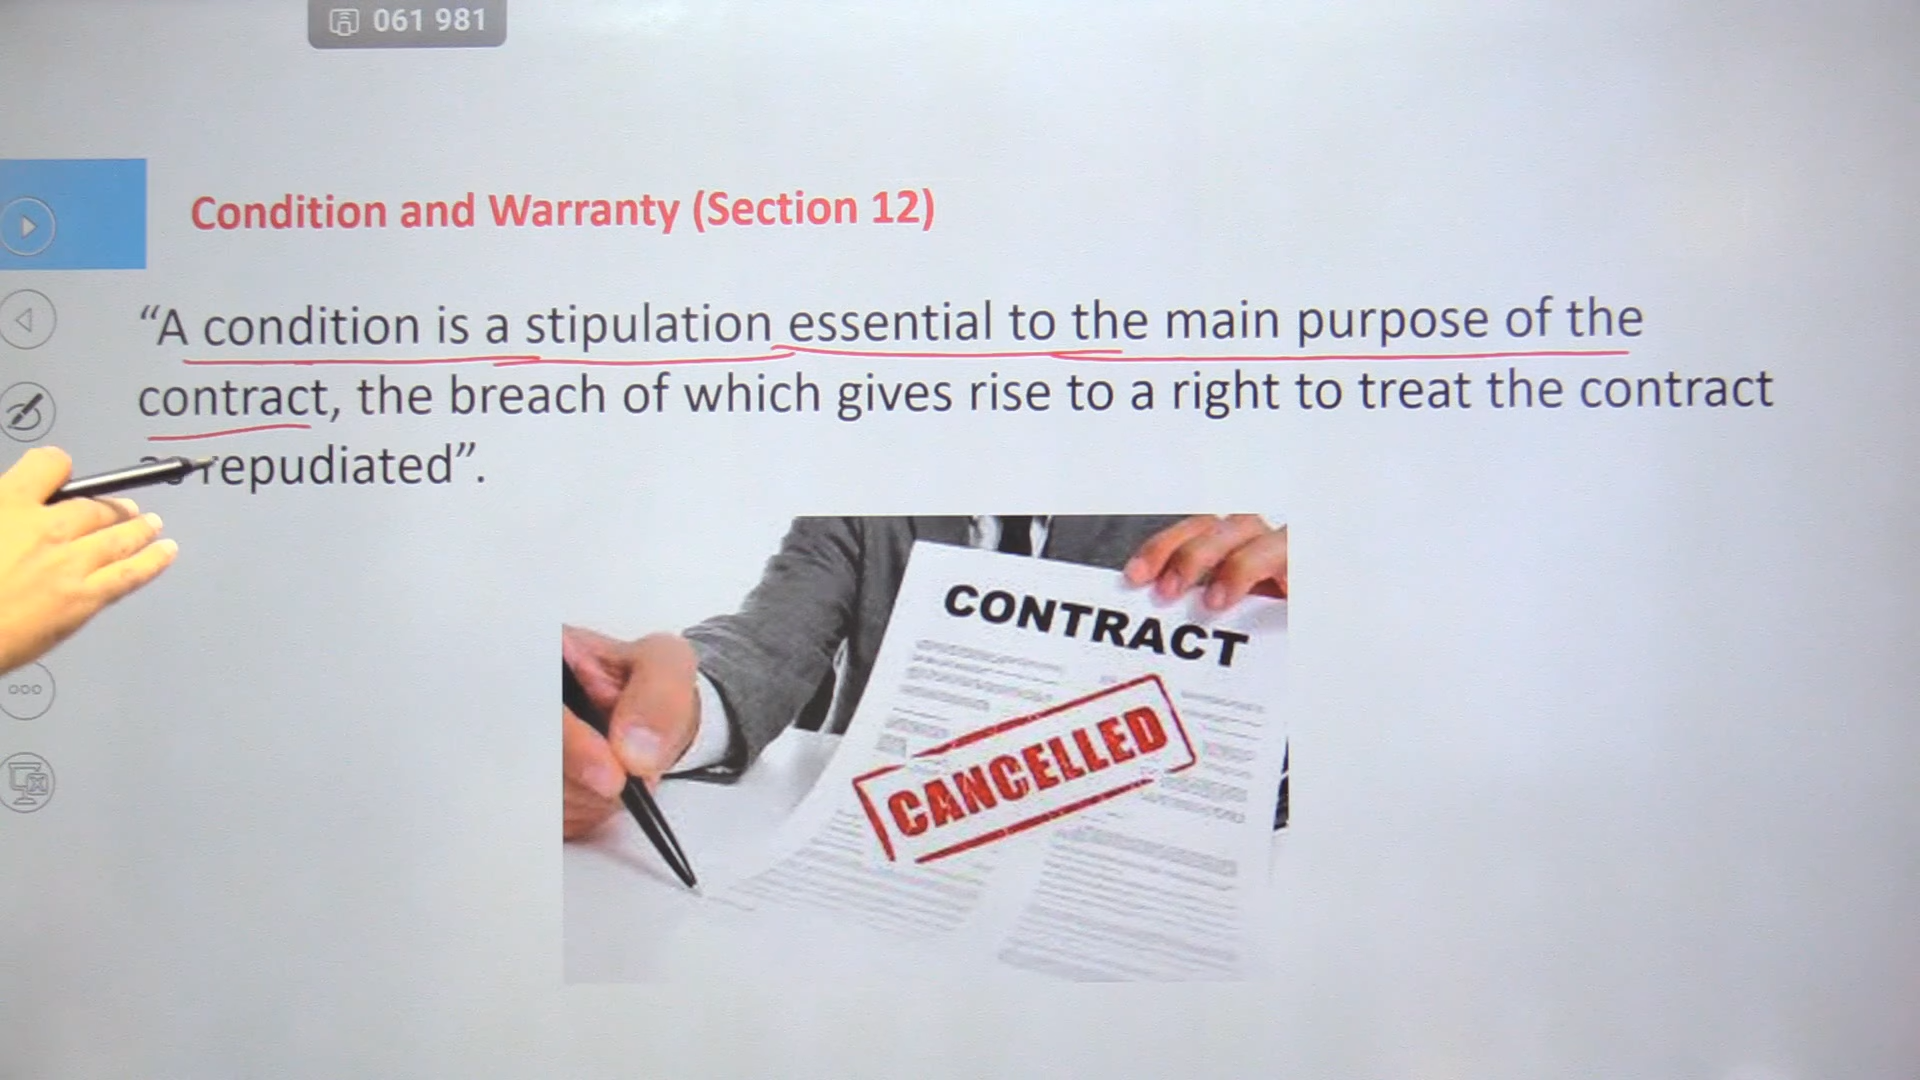 061 981
Condition and Warranty (Section 12)
“A condition is a stipulation essential to the main purpose of the
contract, the breach of which gives rise to a right to treat the contract
repudiated”.
CONTRACT
CANCELLED